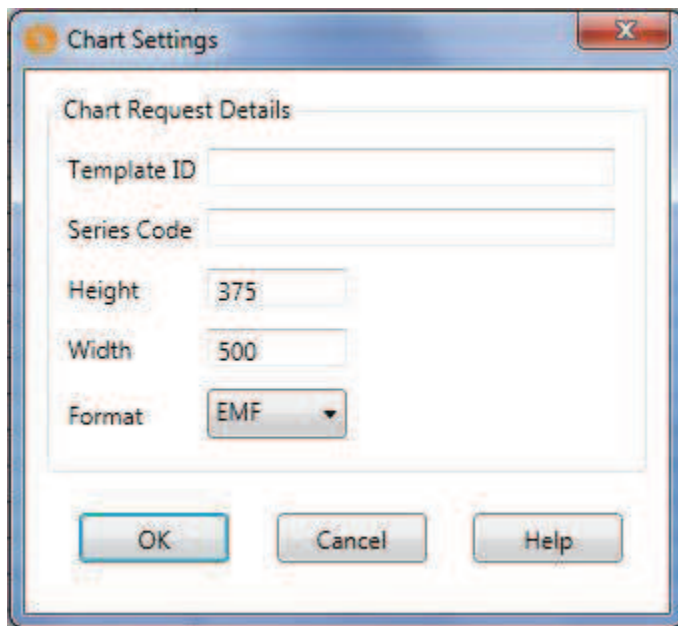 Chart Settings
Chart Request Details
Template ID
Series Code
Height 375
Width 500
Format EMF
OK Cancel Help